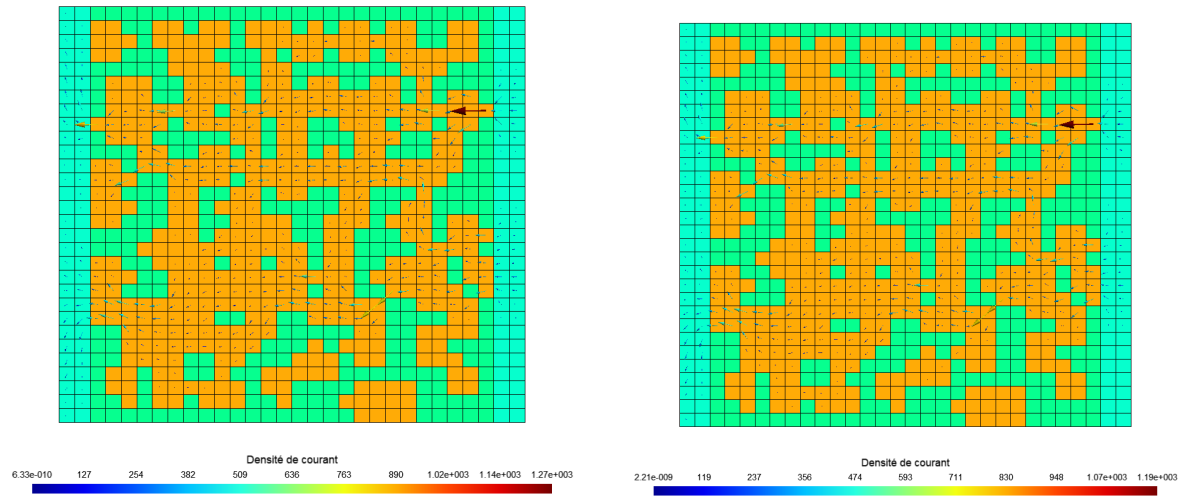 Densité de courant
6.33e-010 127 254 382 509 636 763 890 1.02e+003 1.14e+003 1.27e+003
Densité de courant
2.21e-009 119 237 356 474 593 711 830 948 1.07e+003 1.19e+003